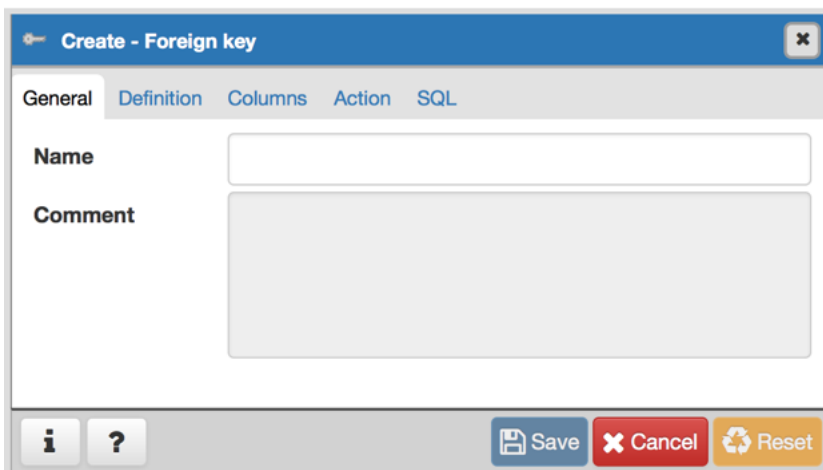 Create - Foreign key
General Definition Columns Action SQL
Name
Comment
i ? Save Cancel Reset